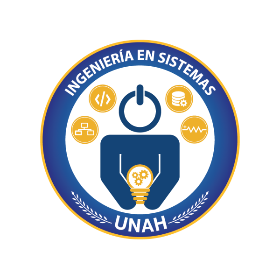 INGENIERÍA EN SISTEMAS
</>
UNAH